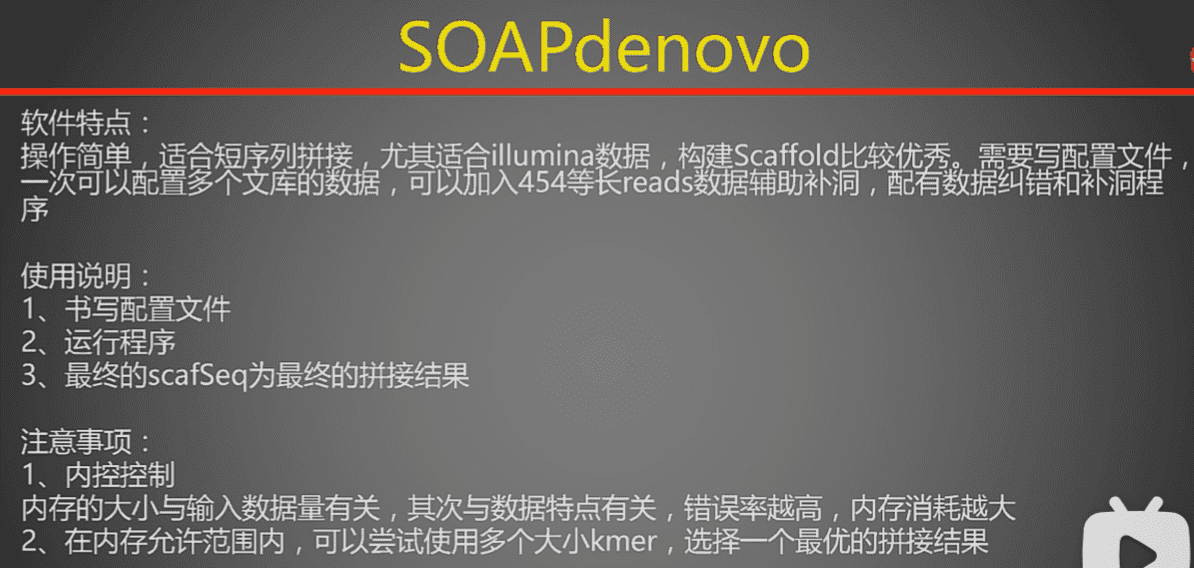 SOAPdenovo
软件特点：
操作简单，适合短序列拼接，尤其适合illumina数据，构建Scaffold比较优秀。需要写配置文件，
一次可以配置多个文库的数据，可以加入454等长reads数据辅助补洞，配有数据纠错和补洞程
序
使用说明：
1、书写配置文件
2、运行程序
3、最终的scafSeq为最终的拼接结果
注意事项：
1、内控控制
内存的大小与输入数据量有关，其次与数据特点有关，错误率越高，内存消耗越大
2、在内存允许范围内，可以尝试使用多个大小kmer，选择一个最优的拼接结果